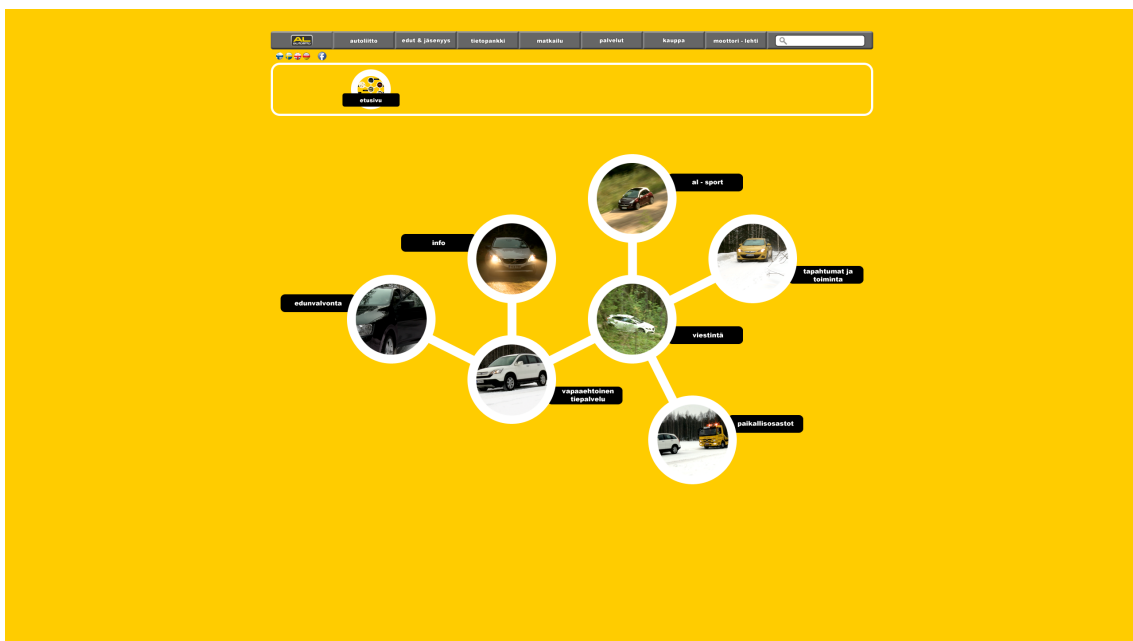 AL
autoliitto
edut & jäsenyys
tietopankki
matkailu
palvelut
kauppa
moottori - lehti
etusivu
al - sport
info
tapahtumat ja
toiminta
edunvalvonta
viestintä
vapaaehtoinen
tiepalvelu
paikallisosastot